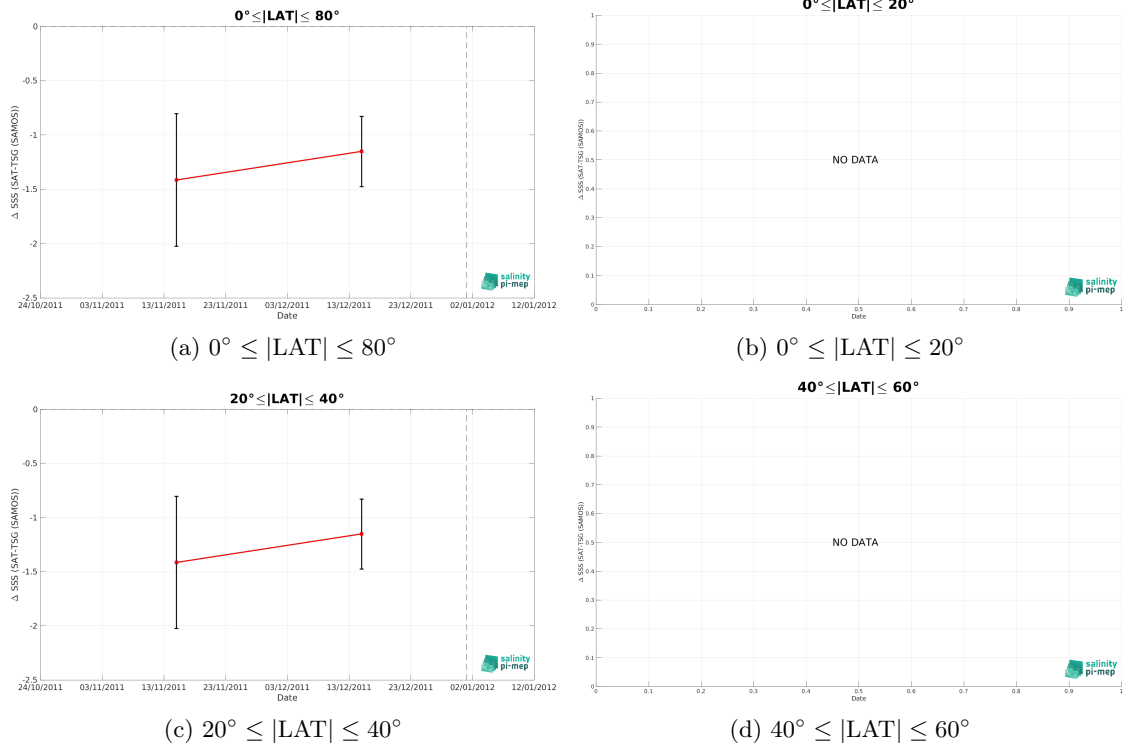 0°≤|LAT|≤ 80°
0
-0.5
-1
-1.5
-2
-2.5
Δ SSS (SAT-TSG (SAMOS))
24/10/2011 03/11/2011 13/11/2011 23/11/2011 03/12/2011 13/12/2011 23/12/2011 02/01/2012 12/01/2012
Date
salinity
pi-mep
(a) 0° ≤ |LAT| ≤ 80°
0°≤|LAT|≤ 20°
1
0.9
0.8
0.7
0.6
0.5
0.4
0.3
0.2
0.1
0
Δ SSS (SAT-TSG (SAMOS))
NO DATA
0 0.1 0.2 0.3 0.4 0.5 0.6 0.7 0.8 0.9 1
Date
salinity
pi-mep
(b) 0° ≤ |LAT| ≤ 20°
20°≤|LAT|≤ 40°
0
-0.5
-1
-1.5
-2
-2.5
Δ SSS (SAT-TSG (SAMOS))
24/10/2011 03/11/2011 13/11/2011 23/11/2011 03/12/2011 13/12/2011 23/12/2011 02/01/2012 12/01/2012
Date
salinity
pi-mep
(c) 20° ≤ |LAT| ≤ 40°
40°≤|LAT|≤ 60°
1
0.9
0.8
0.7
0.6
0.5
0.4
0.3
0.2
0.1
0
Δ SSS (SAT-TSG (SAMOS))
NO DATA
0 0.1 0.2 0.3 0.4 0.5 0.6 0.7 0.8 0.9 1
Date
salinity
pi-mep
(d) 40° ≤ |LAT| ≤ 60°